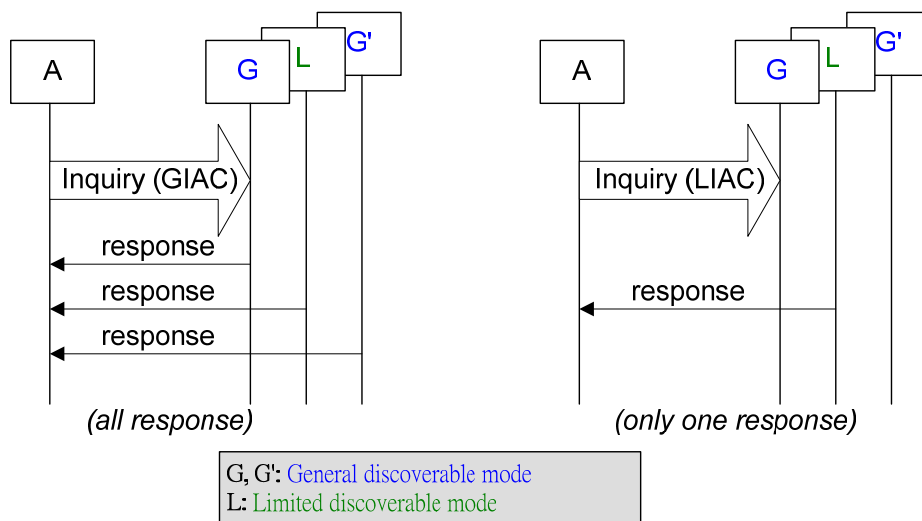 A
G
L
G'
Inquiry (GIAC)
response
response
response
(all response)
A
G
L
G'
Inquiry (LIAC)
response
(only one response)
G, G': General discoverable mode
L: Limited discoverable mode